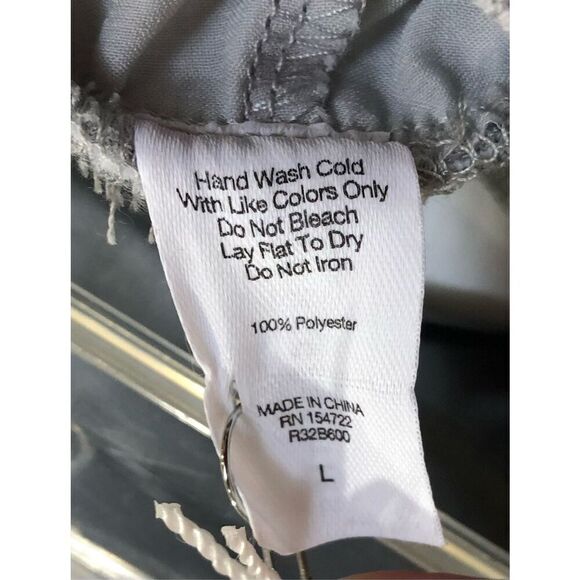 Hand Wash Cold
With Like Colors Only
Do Not Bleach
Lay Flat To Dry
Do Not Iron
100% Polyester
MADE IN CHINA
RN 154722
R32B600
L